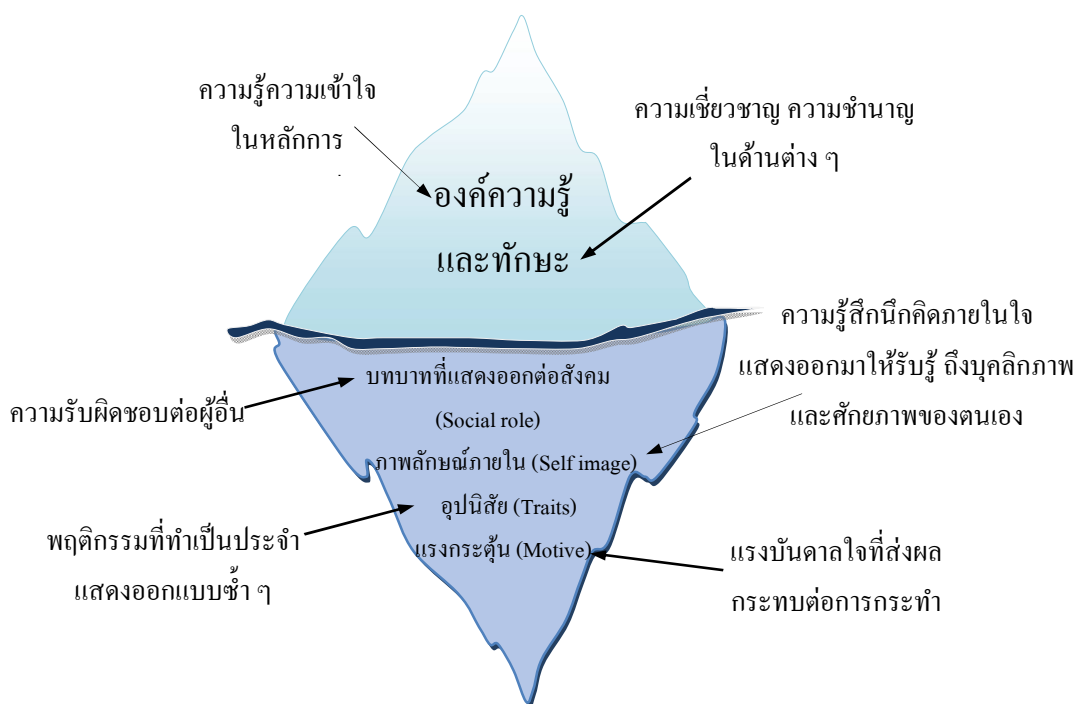 ความรู้ความเข้าใจ
ในหลักการ
ความเชี่ยวชาญ ความชำนาญ
ในด้านต่าง ๆ
องค์ความรู้
และทักษะ
ความรู้สึกนึกคิดภายในใจ
แสดงออกมาให้รับรู้ ถึงบุคลิกภาพ
และศักยภาพของตนเอง
บทบาทที่แสดงออกต่อสังคม
(Social role)
ความรับผิดชอบต่อผู้อื่น
ภาพลักษณ์ภายใน (Self image)
อุปนิสัย (Traits)
แรงกระตุ้น (Motive)
พฤติกรรมที่ทำเป็นประจำ
แสดงออกแบบซ้ำ ๆ
แรงบันดาลใจที่ส่งผล
กระทบต่อการกระทำ